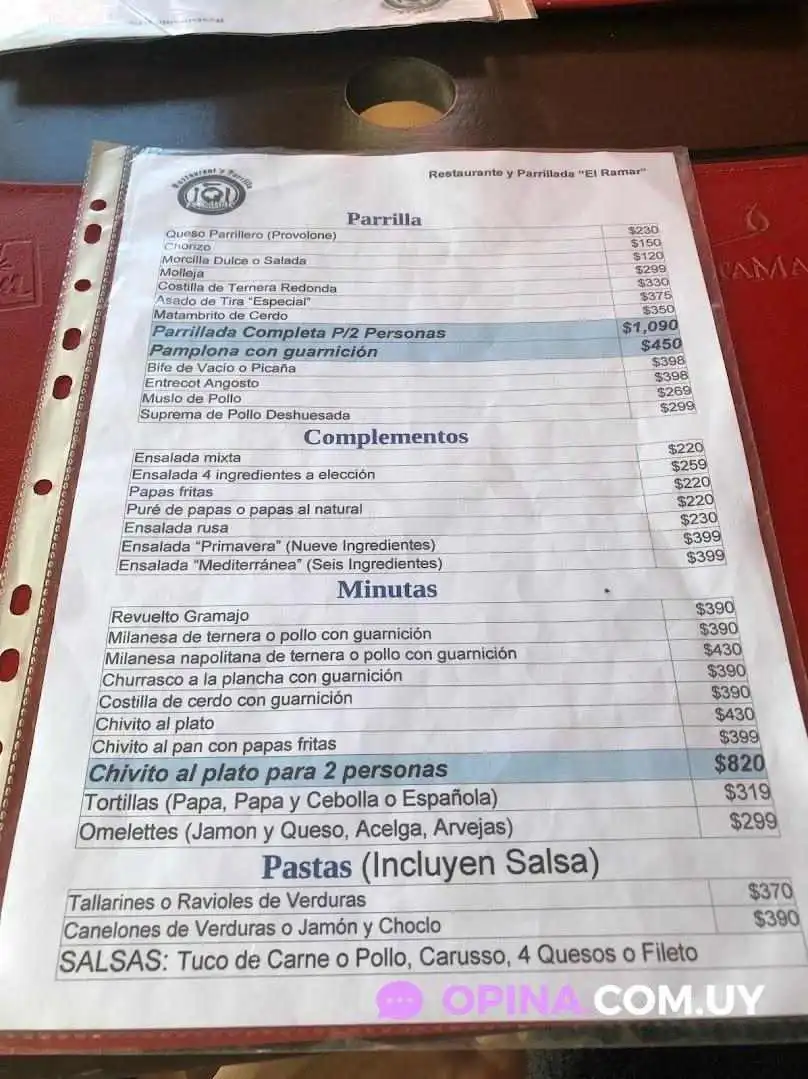 Restaurant y Parrilla
Restaurante y Parrillada "El Ramar"
Parrilla
Queso Parrillero (Provolone) $230
Chorizo $150
Morcilla Dulce o Salada $120
Molleja $299
Costilla de Ternera Redonda $330
Asado de Tira "Especial" $375
Matambrito de Cerdo $350
Parrillada Completa P/2 Personas $1,090
Pamplona con guarnición $450
Bife de Vacio o Picaña $398
Entrecot Angosto $398
Muslo de Pollo $269
Suprema de Pollo Deshuesada $299
Complementos
Ensalada mixta $220
Ensalada 4 ingredientes a elección $259
Papas fritas $220
Puré de papas o papas al natural $220
Ensalada rusa $230
Ensalada "Primavera" (Nueve Ingredientes) $399
Ensalada "Mediterránea" (Seis Ingredientes) $399
Minutas
Revuelto Gramajo $390
Milanesa de ternera o pollo con guarnición $390
Milanesa napolitana de ternera o pollo con guarnición $430
Churrasco a la plancha con guarnición $390
Costilla de cerdo con guarnición $390
Chivito al plato $430
Chivito al pan con papas fritas $399
Chivito al plato para 2 personas $820
Tortillas (Papa, Papa y Cebolla o Española) $319
Omelettes (Jamon y Queso, Acelga, Arvejas) $299
Pastas (Incluyen Salsa)
Tallarines o Ravioles de Verduras $370
Canelones de Verduras o Jamón y Choclo $390
SALSAS: Tuco de Carne o Pollo, Carusso, 4 Quesos o Fileto
OPINA.COM.UY